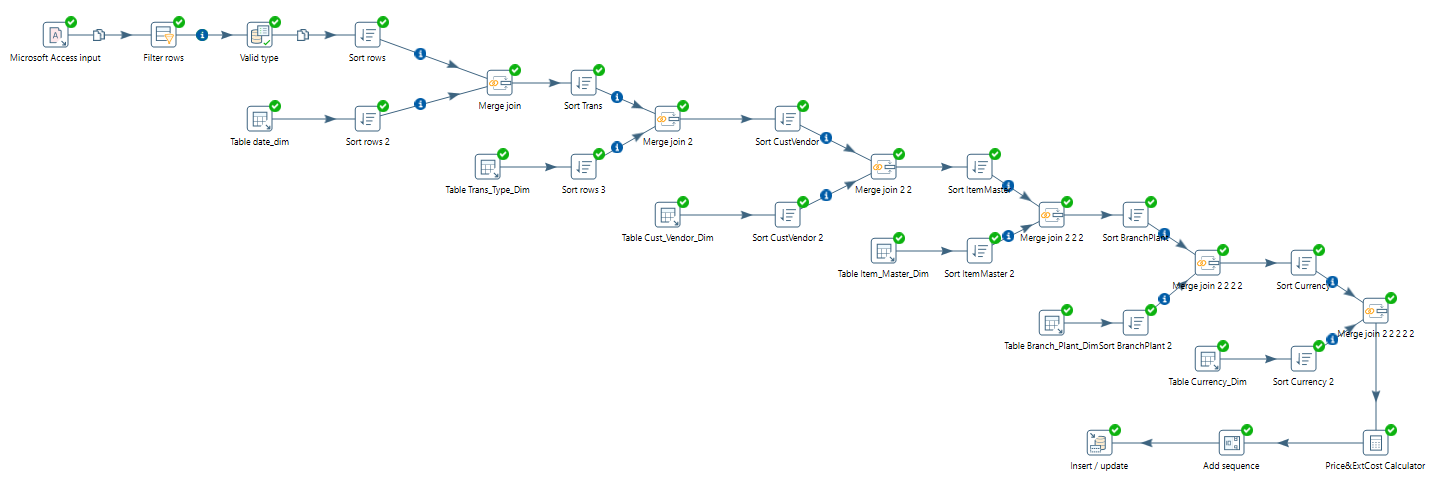 Microsoft Access input
Filter rows
Valid type
Sort rows
Merge join
Sort Trans
Table date_dim
Sort rows 2
Merge join 2
Sort CustVendor
Table Trans_Type_Dim
Sort rows 3
Merge join 2 2
Sort ItemMaster
Table Cust_Vendor_Dim
Sort CustVendor 2
Merge join 2 2 2
Sort BranchPlant
Table Item_Master_Dim
Sort ItemMaster 2
Merge join 2 2 2 2
Sort Currency
Table Branch_Plant_Dim
Sort BranchPlant 2
Merge join 2 2 2 2 2
Table Currency_Dim
Sort Currency 2
Insert / update
Add sequence
Price&ExtCost Calculator